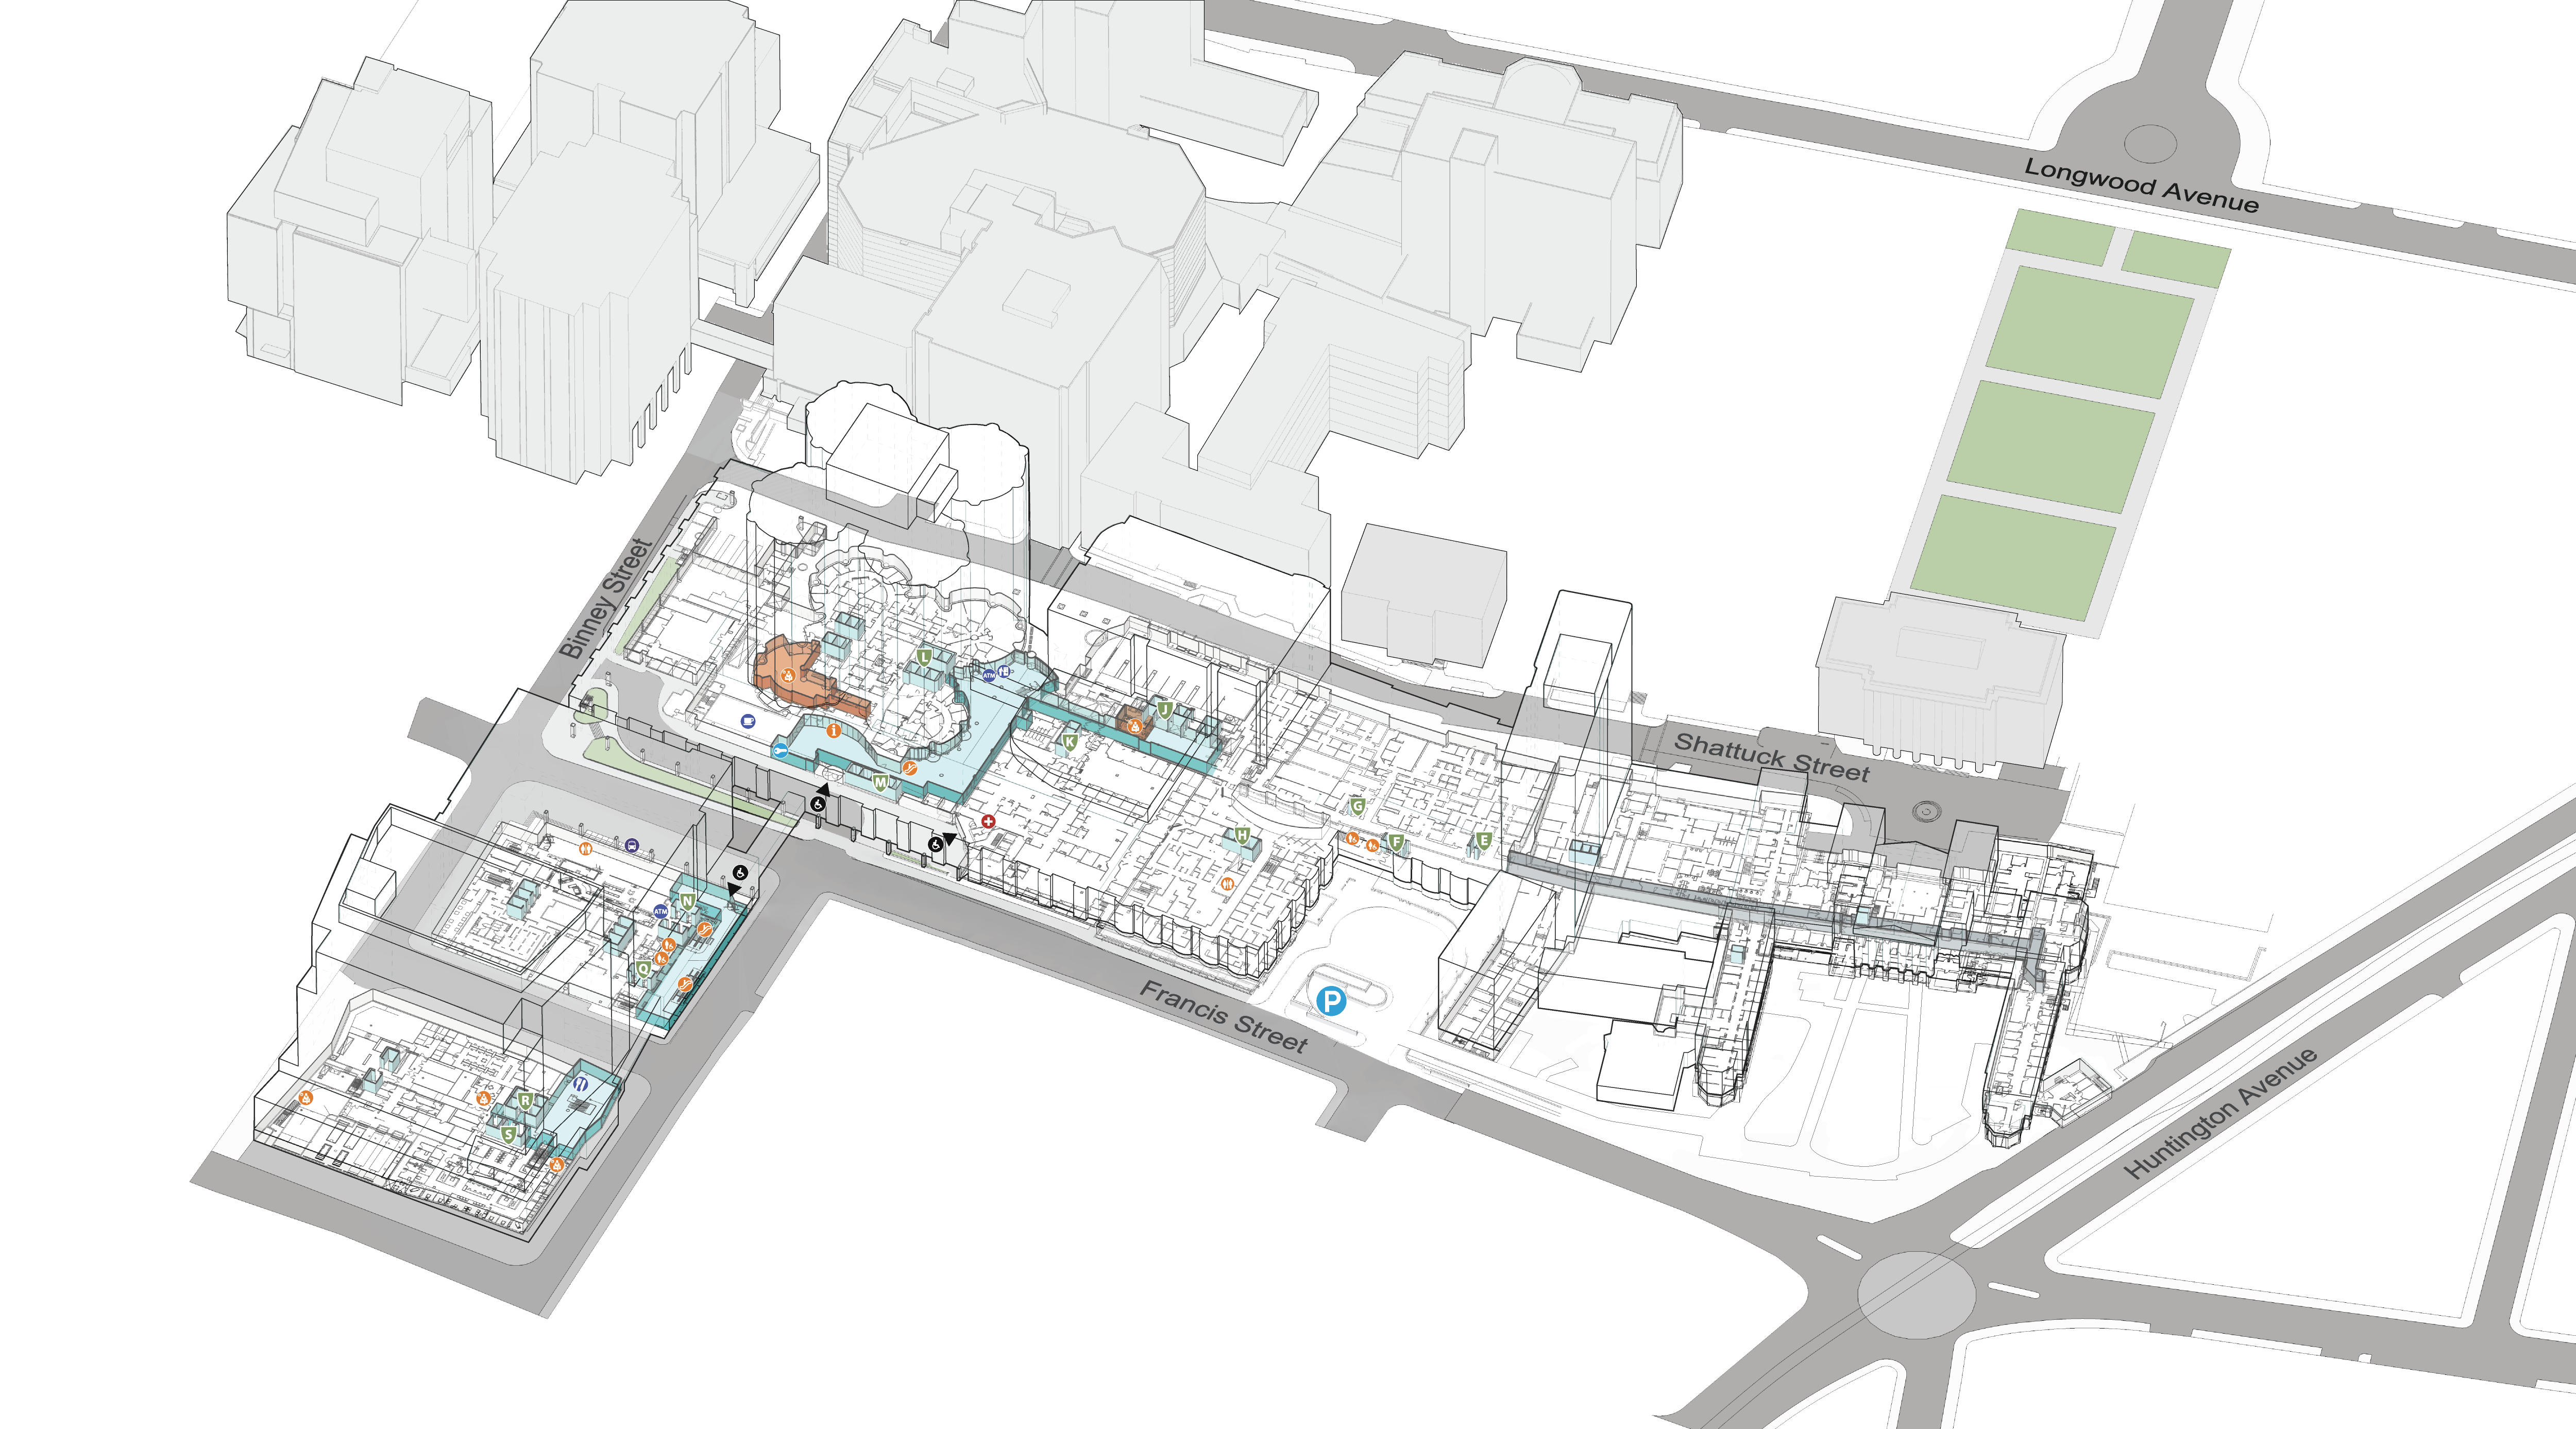 Longwood Avenue
Binney Street
L
ATM
J
i
K
Shattuck Street
M
G
H
F
E
N
ATM
Q
P
Francis Street
Huntington Avenue
R
S